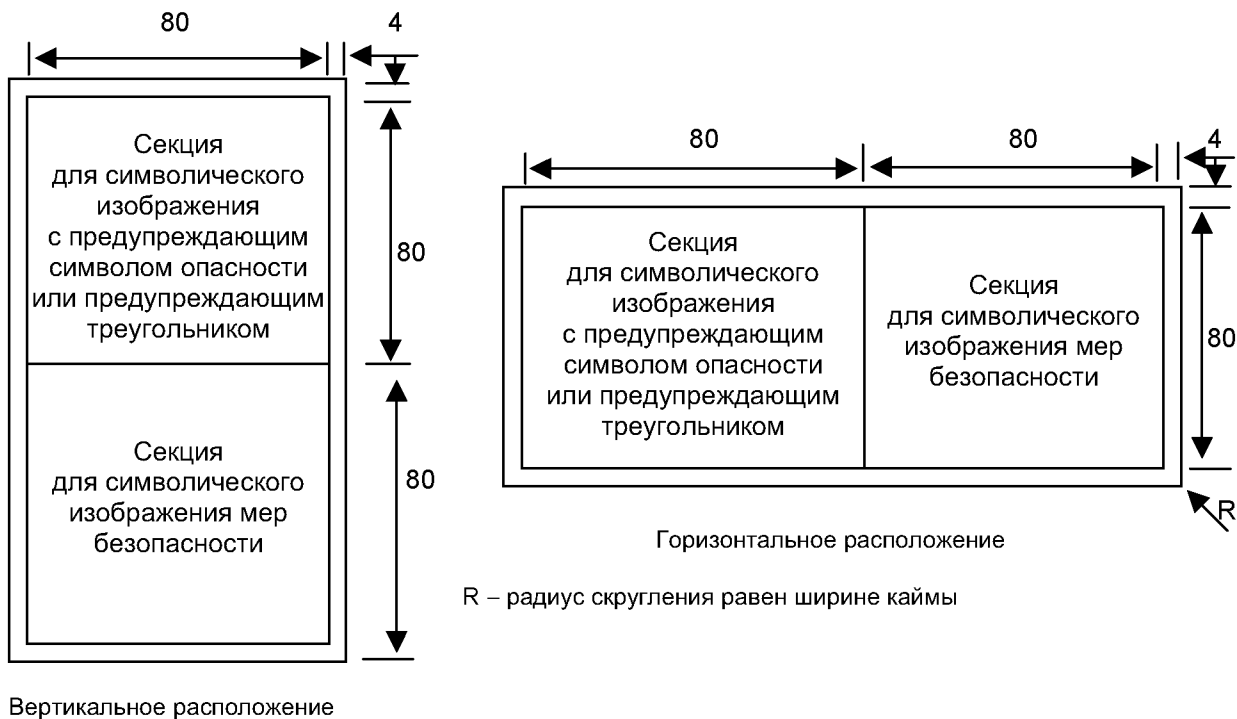 80
4
Секция
для символического
изображения
с предупреждающим
символом опасности
или предупреждающим
треугольником
80
Секция
для символического
изображения мер
безопасности
80
Вертикальное расположение
80
80
4
Секция
для символического
изображения
с предупреждающим
символом опасности
или предупреждающим
треугольником
Секция
для символического
изображения мер
безопасности
80
R
Горизонтальное расположение
R – радиус скругления равен ширине каймы